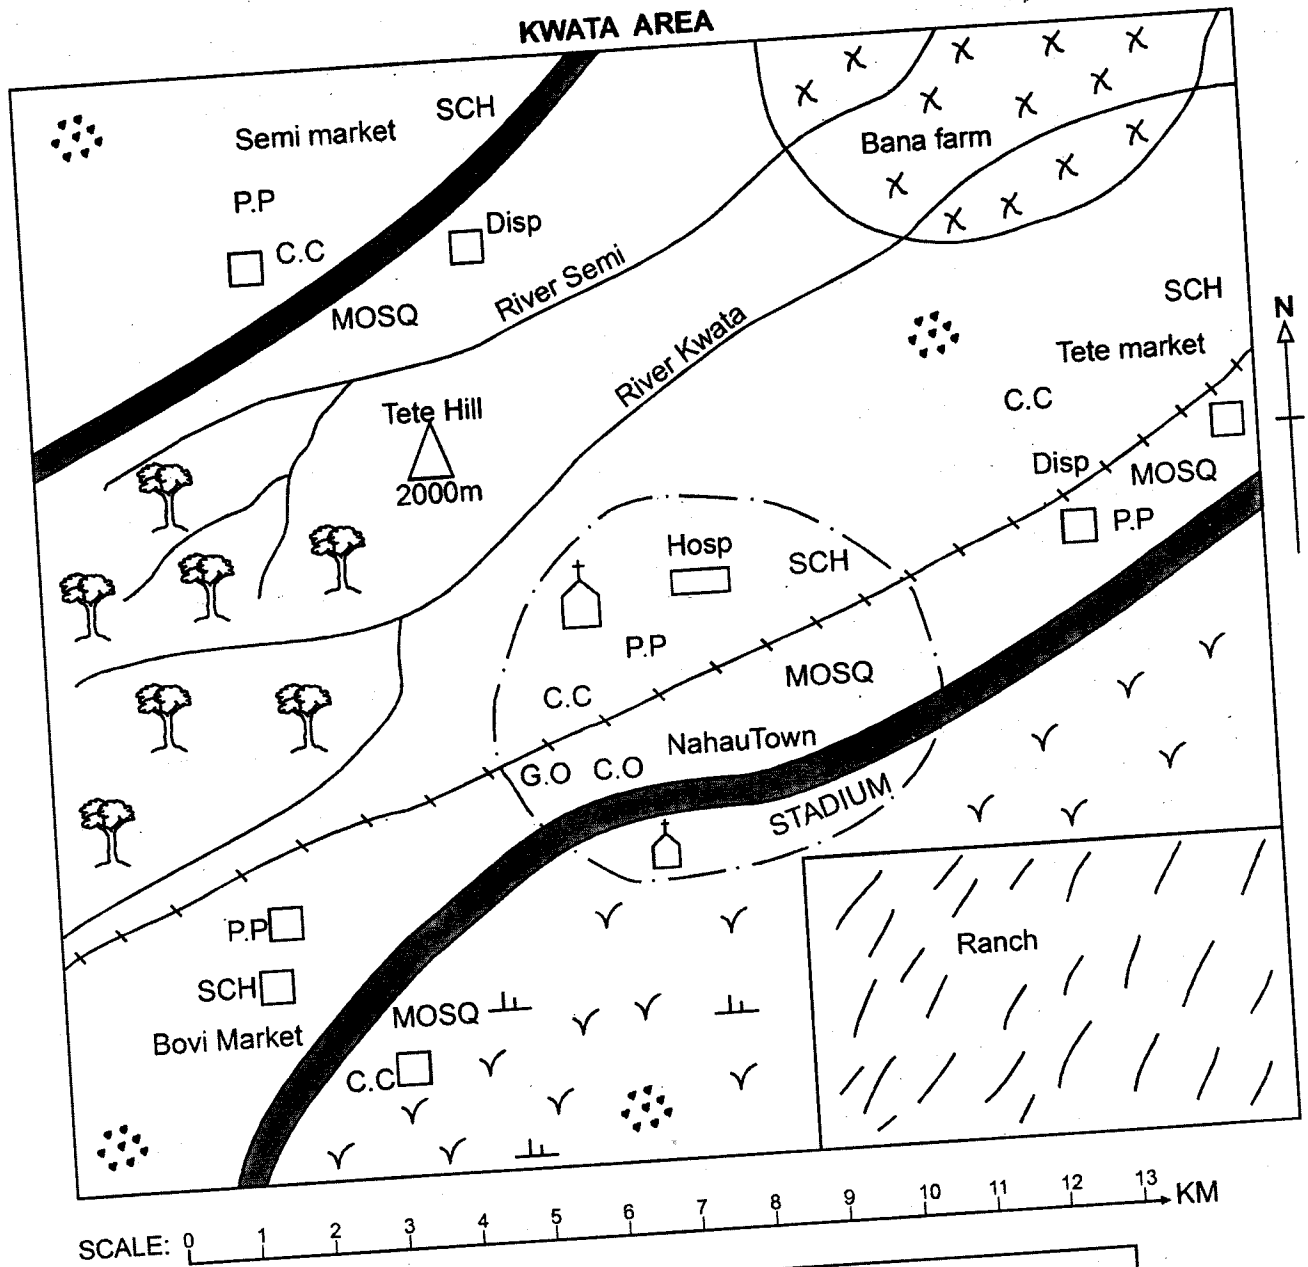 KWATA AREA
SCH
Semi market
P.P
C.C
Disp
MOSQ
River Semi
Bana farm
River Kwata
SCH
Tete market
N
C.C
Disp
MOSQ
P.P
Tete Hill
2000m
Hosp
SCH
P.P
MOSQ
C.C
NahauTown
G.O C.O
STADIUM
P.P
SCH
Bovi Market
MOSQ
C.C
Ranch
SCALE: 0 1 2 3 4 5 6 7 8 9 10 11 12 13 KM